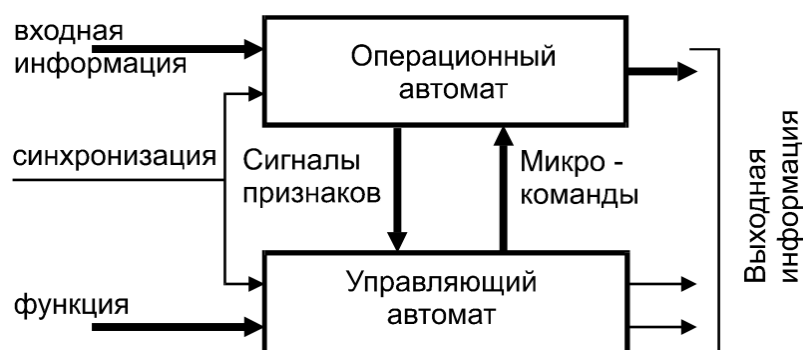 входная
информация
Операционный
автомат
синхронизация
Сигналы
признаков
Микро -
команды
Выходная
информация
функция
Управляющий
автомат